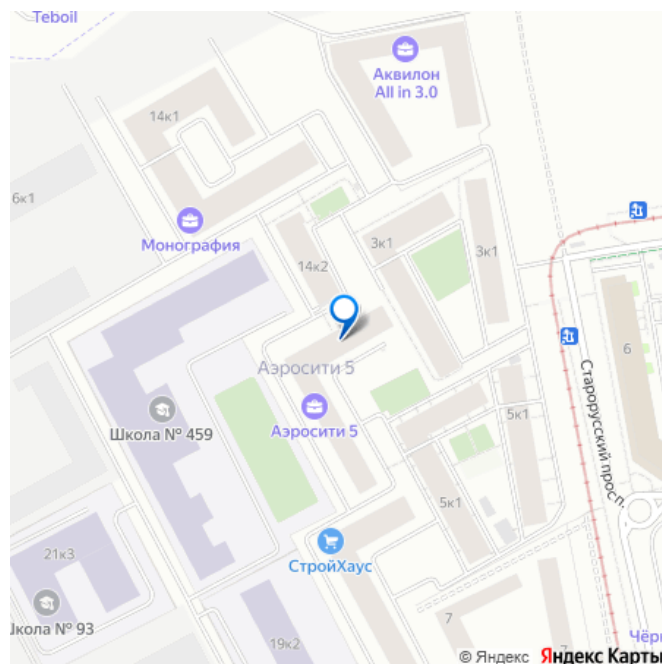 Teboil
Аквилон
All in 3.0
14к1
6к1
Монография
14к2
3к1
3к1
Аэросити 5
6
Старорусский просп.
Школа № 459
Аэросити 5
5к1
5к1
СтройХаус
21к3
Школа № 93
19к2
7
7
Чёрн
© Яндекс Яндекс Карты